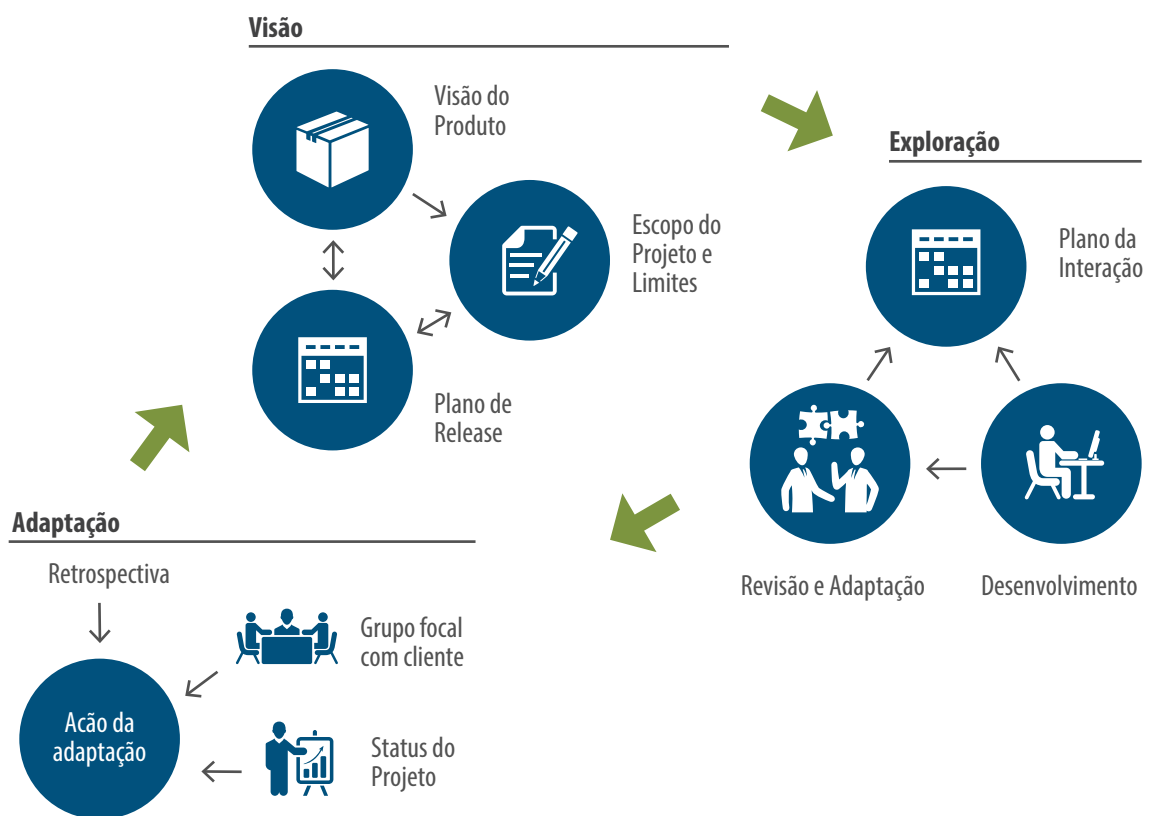 Visão
Visão do
Produto
Escopo do
Projeto e
Limites
Plano de
Release
Exploração
Plano da
Interação
Revisão e Adaptação
Desenvolvimento
Adaptação
Retrospectiva
Grupo focal
com cliente
Acão da
adaptação
Status do
Projeto